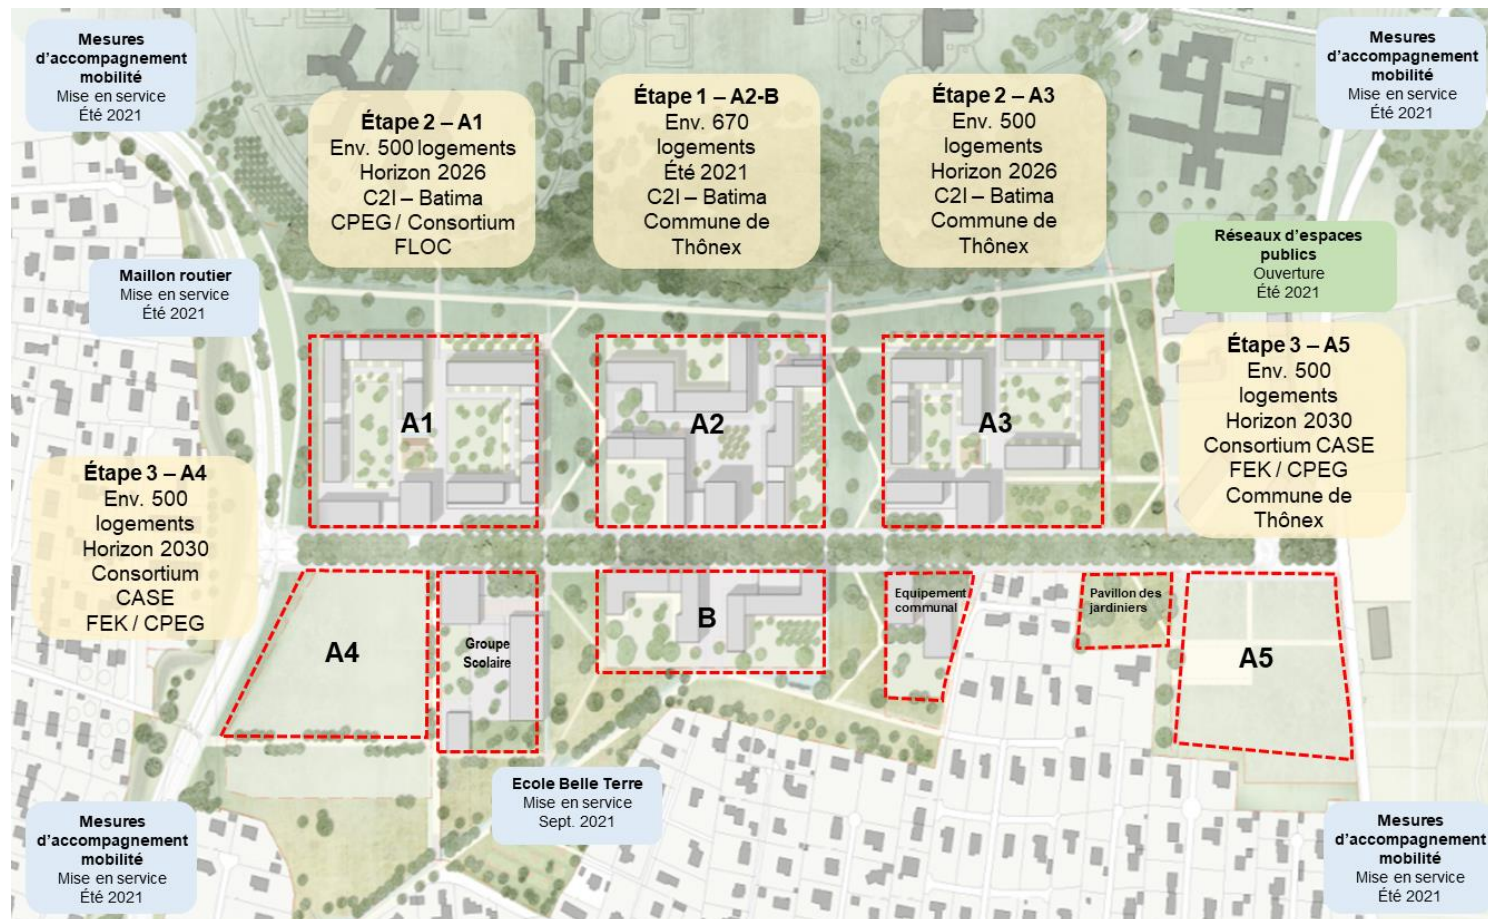 Mesures
d'accompagnement
mobilité
Mise en service
Été 2021
Étape 2 – A1
Env. 500 logements
Horizon 2026
C2I – Batima
CPEG / Consortium
FLOC
Étape 1 – A2-B
Env. 670
logements
Été 2021
C2I – Batima
Commune de
Thônex
Étape 2 – A3
Env. 500
logements
Horizon 2026
C2I – Batima
Commune de
Thônex
Mesures
d'accompagnement
mobilité
Mise en service
Été 2021
Maillon routier
Mise en service
Été 2021
Réseaux d'espaces
publics
Ouverture
Été 2021
Étape 3 – A5
Env. 500
logements
Horizon 2030
Consortium CASE
FEK / CPEG
Commune de
Thônex
A1
A2
A3
Étape 3 – A4
Env. 500
logements
Horizon 2030
Consortium
CASE
FEK / CPEG
A4
Groupe
Scolaire
B
Equipement
communal
Pavillon des
jardiniers
A5
Ecole Belle Terre
Mise en service
Sept. 2021
Mesures
d'accompagnement
mobilité
Mise en service
Été 2021
Mesures
d'accompagnement
mobilité
Mise en service
Été 2021